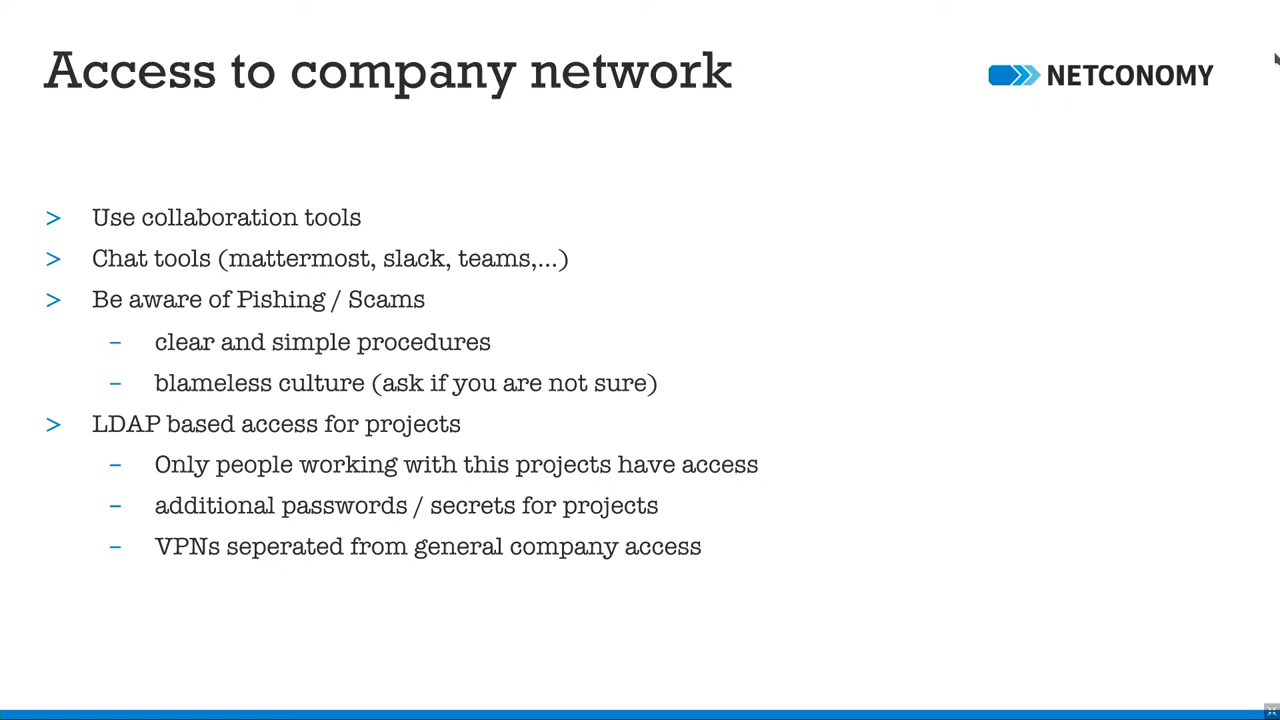 Access to company network
NETCONOMY
> Use collaboration tools
> Chat tools (mattermost, slack, teams,...)
> Be aware of Pishing / Scams
– clear and simple procedures
– blameless culture (ask if you are not sure)
> LDAP based access for projects
– Only people working with this projects have access
– additional passwords / secrets for projects
– VPNs seperated from general company access